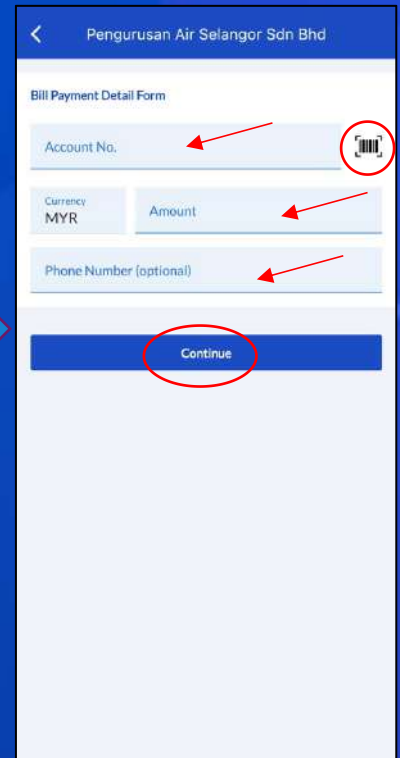 Pengurusan Air Selangor Sdn Bhd
Bill Payment Detail Form
Account No.
Currency
MYR
Amount
Phone Number (optional)
Continue